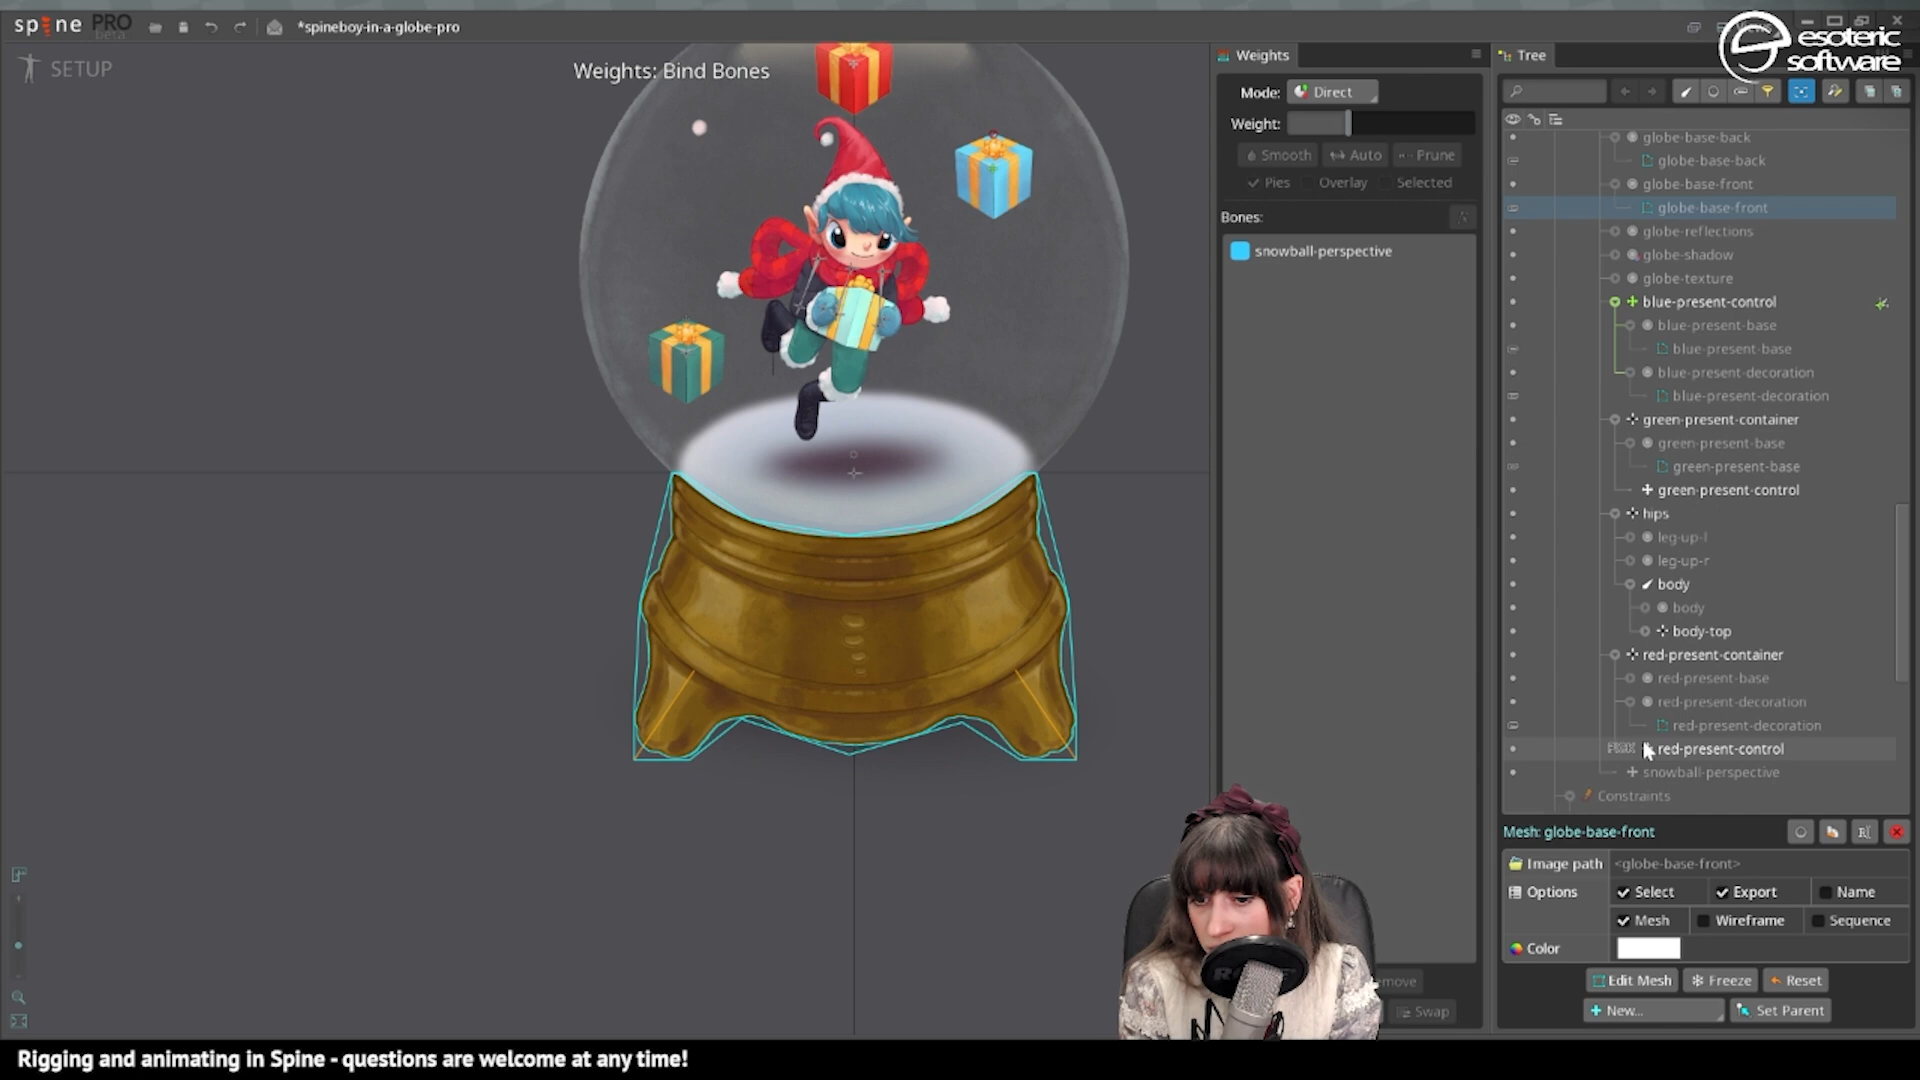 spine PRO
beta
*spineboy-in-a-globe-pro
SETUP
Weights: Bind Bones
Weights
Mode: Direct
Weight:
Smooth Auto Prune
Pies Overlay Selected
Bones:
snowball-perspective
Swap
Tree
esoteric
software
globe-base-back
globe-base-back
globe-base-front
globe-base-front
globe-reflections
globe-shadow
globe-texture
blue-present-control
blue-present-base
blue-present-base
blue-present-decoration
blue-present-decoration
green-present-container
green-present-base
green-present-base
green-present-control
hips
leg-up-l
leg-up-r
body
body
body-top
red-present-container
red-present-base
red-present-decoration
red-present-decoration
red-present-control
snowball-perspective
Constraints
Mesh: globe-base-front
Image path <globe-base-front>
Options Select Export Name
Mesh Wireframe Sequence
Color
Edit Mesh Freeze Reset
New... Set Parent
Rigging and animating in Spine - questions are welcome at any time!